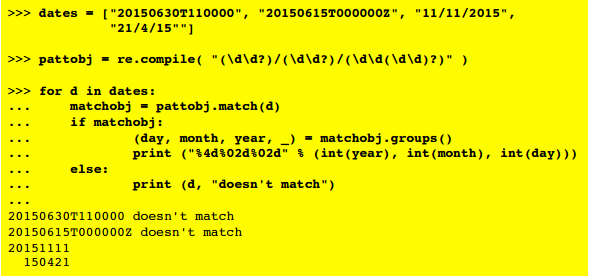 >>> dates = ["20150630T110000", "20150615T000000Z", "11/11/2015",
             "21/4/15""]
>>> pattobj = re.compile( "(\d\d?)/(\d\d?)/(\d\d(\d\d)?)" )
>>> for d in dates:
...     matchobj = pattobj.match(d)
...     if matchobj:
...             (day, month, year, _) = matchobj.groups()
...             print ("%4d%02d%02d" % (int(year), int(month), int(day)))
...     else:
...             print (d, "doesn't match")
...
20150630T110000 doesn't match
20150615T000000Z doesn't match
20151111
  150421